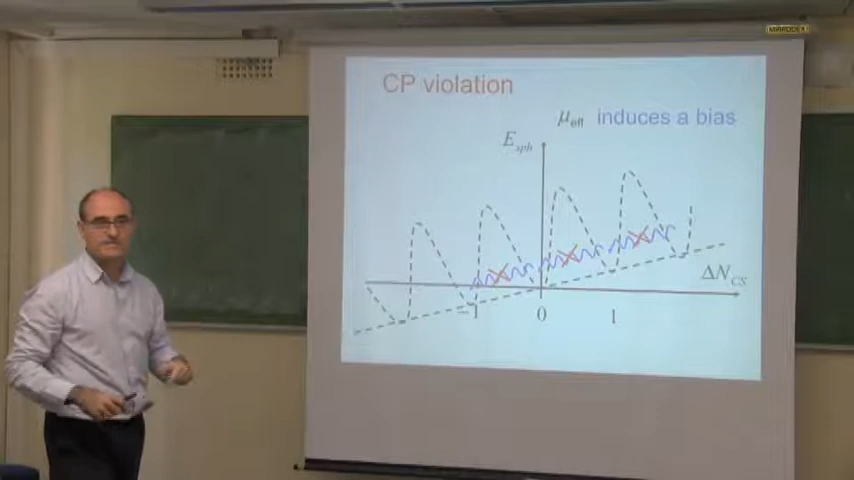 CP violation
μeff induces a bias
Esph
ΔNCS
-1 0 1